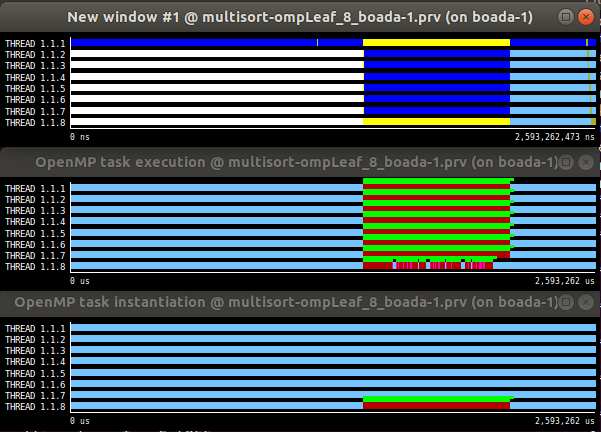 New window #1 @ multisort-ompLeaf_8_boada-1.prv (on boada-1)
THREAD 1.1.1
THREAD 1.1.2
THREAD 1.1.3
THREAD 1.1.4
THREAD 1.1.5
THREAD 1.1.6
THREAD 1.1.7
THREAD 1.1.8
0 ns 2,593,262,473 ns
OpenMP task execution @ multisort-ompLeaf_8_boada-1.prv (on boada-1)
THREAD 1.1.1
THREAD 1.1.2
THREAD 1.1.3
THREAD 1.1.4
THREAD 1.1.5
THREAD 1.1.6
THREAD 1.1.7
THREAD 1.1.8
0 us 2,593,262 us
OpenMP task instantiation @ multisort-ompLeaf_8_boada-1.prv (on boada-1)
THREAD 1.1.1
THREAD 1.1.2
THREAD 1.1.3
THREAD 1.1.4
THREAD 1.1.5
THREAD 1.1.6
THREAD 1.1.7
THREAD 1.1.8
0 us 2,593,262 us